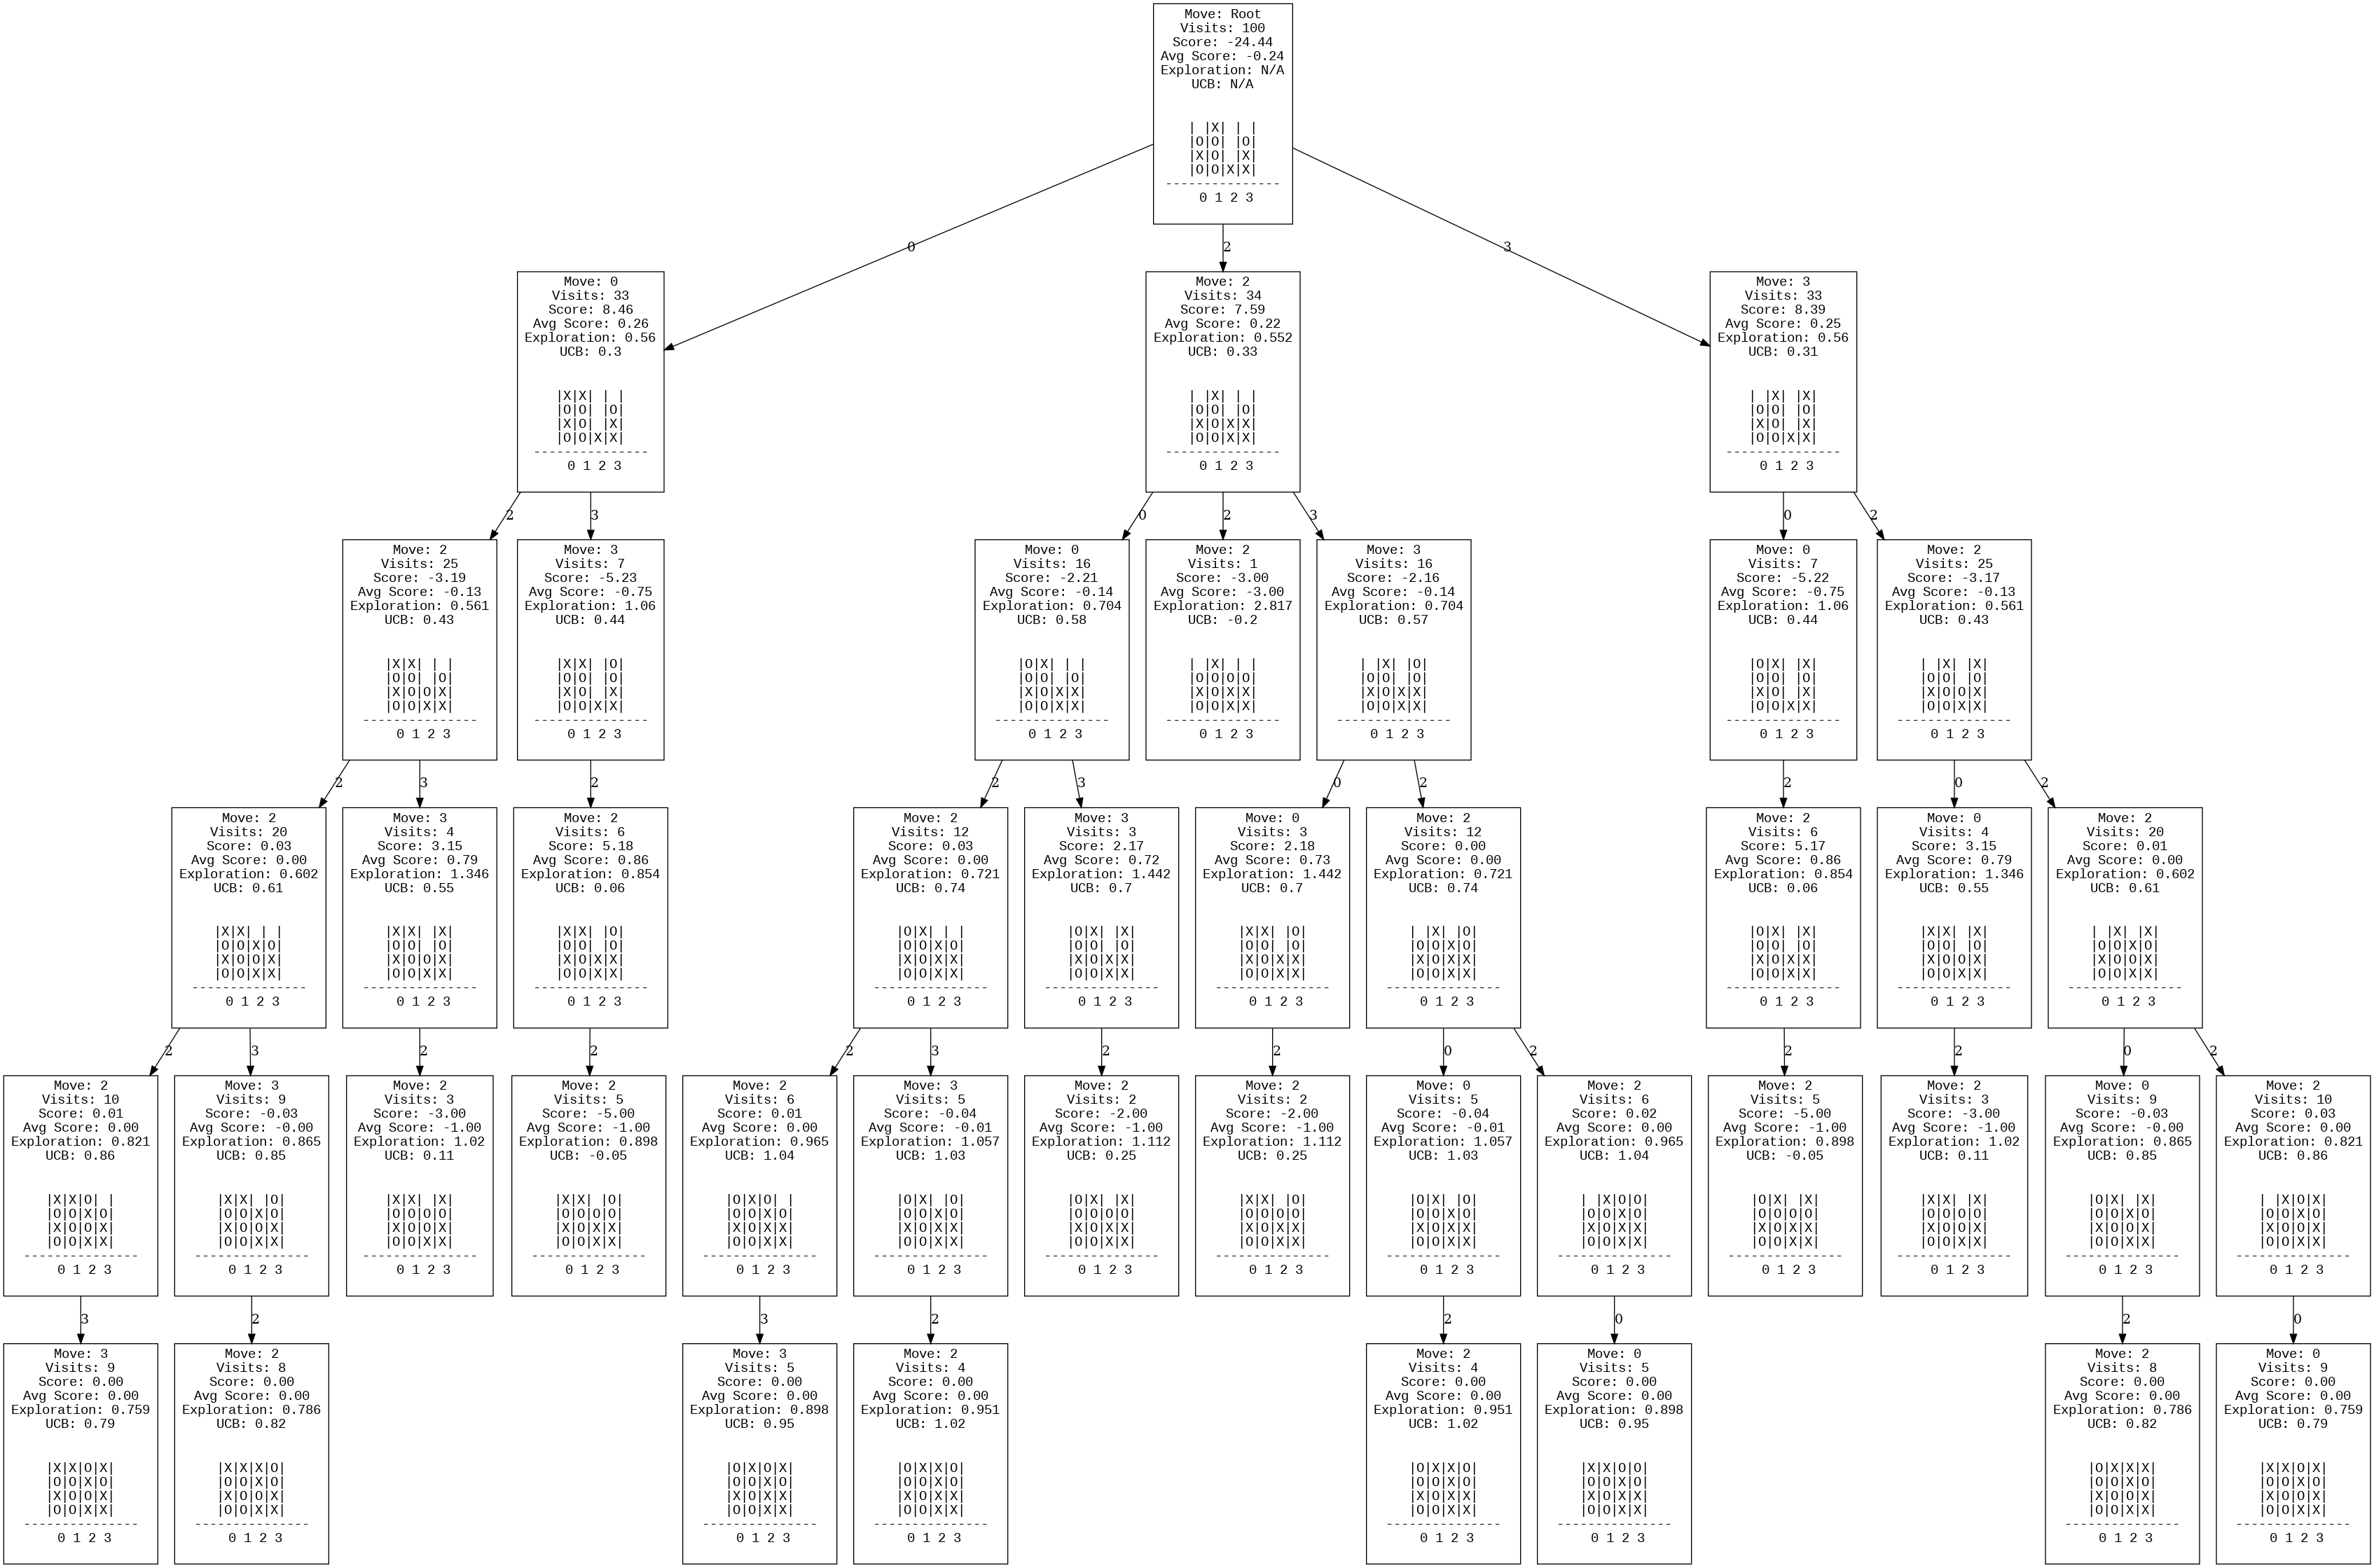 Move: Root
Visits: 100
Score: -24.44
Avg Score: -0.24
Exploration: N/A
UCB: N/A
| |X| | |
|O|O| |O|
|X|O| |X|
|O|O|X|X|
---------------
0 1 2 3
0
2
3
Move: 0
Visits: 33
Score: 8.46
Avg Score: 0.26
Exploration: 0.56
UCB: 0.3
|X|X| | |
|O|O| |O|
|X|O| |X|
|O|O|X|X|
---------------
0 1 2 3
Move: 2
Visits: 34
Score: 7.59
Avg Score: 0.22
Exploration: 0.552
UCB: 0.33
| |X| | |
|O|O| |O|
|X|O|X|X|
|O|O|X|X|
---------------
0 1 2 3
Move: 3
Visits: 33
Score: 8.39
Avg Score: 0.25
Exploration: 0.56
UCB: 0.31
| |X| |X|
|O|O| |O|
|X|O| |X|
|O|O|X|X|
---------------
0 1 2 3
2
3
0
2
3
0
2
Move: 2
Visits: 25
Score: -3.19
Avg Score: -0.13
Exploration: 0.561
UCB: 0.43
|X|X| | |
|O|O| |O|
|X|O|O|X|
|O|O|X|X|
---------------
0 1 2 3
Move: 3
Visits: 7
Score: -5.23
Avg Score: -0.75
Exploration: 1.06
UCB: 0.44
|X|X| |O|
|O|O| |O|
|X|O| |X|
|O|O|X|X|
---------------
0 1 2 3
Move: 0
Visits: 16
Score: -2.21
Avg Score: -0.14
Exploration: 0.704
UCB: 0.58
|O|X| | |
|O|O| |O|
|X|O|X|X|
|O|O|X|X|
---------------
0 1 2 3
Move: 2
Visits: 1
Score: -3.00
Avg Score: -3.00
Exploration: 2.817
UCB: -0.2
| |X| | |
|O|O|O|O|
|X|O|X|X|
|O|O|X|X|
---------------
0 1 2 3
Move: 3
Visits: 16
Score: -2.16
Avg Score: -0.14
Exploration: 0.704
UCB: 0.57
| |X| |O|
|O|O| |O|
|X|O|X|X|
|O|O|X|X|
---------------
0 1 2 3
Move: 0
Visits: 7
Score: -5.22
Avg Score: -0.75
Exploration: 1.06
UCB: 0.44
|O|X| |X|
|O|O| |O|
|X|O| |X|
|O|O|X|X|
---------------
0 1 2 3
Move: 2
Visits: 25
Score: -3.17
Avg Score: -0.13
Exploration: 0.561
UCB: 0.43
| |X| |X|
|O|O| |O|
|X|O|O|X|
|O|O|X|X|
---------------
0 1 2 3
2
3
2
2
3
0
2
2
0
2
Move: 2
Visits: 20
Score: 0.03
Avg Score: 0.00
Exploration: 0.602
UCB: 0.61
|X|X| | |
|O|O|X|O|
|X|O|O|X|
|O|O|X|X|
---------------
0 1 2 3
Move: 3
Visits: 4
Score: 3.15
Avg Score: 0.79
Exploration: 1.346
UCB: 0.55
|X|X| |X|
|O|O| |O|
|X|O|O|X|
|O|O|X|X|
---------------
0 1 2 3
Move: 2
Visits: 6
Score: 5.18
Avg Score: 0.86
Exploration: 0.854
UCB: 0.06
|X|X| |O|
|O|O| |O|
|X|O|X|X|
|O|O|X|X|
---------------
0 1 2 3
Move: 2
Visits: 12
Score: 0.03
Avg Score: 0.00
Exploration: 0.721
UCB: 0.74
|O|X| | |
|O|O|X|O|
|X|O|X|X|
|O|O|X|X|
---------------
0 1 2 3
Move: 3
Visits: 3
Score: 2.17
Avg Score: 0.72
Exploration: 1.442
UCB: 0.7
|O|X| |X|
|O|O| |O|
|X|O|X|X|
|O|O|X|X|
---------------
0 1 2 3
Move: 0
Visits: 3
Score: 2.18
Avg Score: 0.73
Exploration: 1.442
UCB: 0.7
|X|X| |O|
|O|O| |O|
|X|O|X|X|
|O|O|X|X|
---------------
0 1 2 3
Move: 2
Visits: 12
Score: 0.00
Avg Score: 0.00
Exploration: 0.721
UCB: 0.74
| |X| |O|
|O|O|X|O|
|X|O|X|X|
|O|O|X|X|
---------------
0 1 2 3
Move: 2
Visits: 6
Score: 5.17
Avg Score: 0.86
Exploration: 0.854
UCB: 0.06
|O|X| |X|
|O|O| |O|
|X|O|X|X|
|O|O|X|X|
---------------
0 1 2 3
Move: 0
Visits: 4
Score: 3.15
Avg Score: 0.79
Exploration: 1.346
UCB: 0.55
|X|X| |X|
|O|O| |O|
|X|O|O|X|
|O|O|X|X|
---------------
0 1 2 3
Move: 2
Visits: 20
Score: 0.01
Avg Score: 0.00
Exploration: 0.602
UCB: 0.61
| |X| |X|
|O|O|X|O|
|X|O|O|X|
|O|O|X|X|
---------------
0 1 2 3
2
3
2
2
2
3
2
2
0
2
2
2
0
2
Move: 2
Visits: 10
Score: 0.01
Avg Score: 0.00
Exploration: 0.821
UCB: 0.86
|X|X|O| |
|O|O|X|O|
|X|O|O|X|
|O|O|X|X|
---------------
0 1 2 3
Move: 3
Visits: 9
Score: -0.03
Avg Score: -0.00
Exploration: 0.865
UCB: 0.85
|X|X| |O|
|O|O|X|O|
|X|O|O|X|
|O|O|X|X|
---------------
0 1 2 3
Move: 2
Visits: 3
Score: -3.00
Avg Score: -1.00
Exploration: 1.02
UCB: 0.11
|X|X| |X|
|O|O|O|O|
|X|O|O|X|
|O|O|X|X|
---------------
0 1 2 3
Move: 2
Visits: 5
Score: -5.00
Avg Score: -1.00
Exploration: 0.898
UCB: -0.05
|X|X| |O|
|O|O|O|O|
|X|O|X|X|
|O|O|X|X|
---------------
0 1 2 3
Move: 2
Visits: 6
Score: 0.01
Avg Score: 0.00
Exploration: 0.965
UCB: 1.04
|O|X|O| |
|O|O|X|O|
|X|O|X|X|
|O|O|X|X|
---------------
0 1 2 3
Move: 3
Visits: 5
Score: -0.04
Avg Score: -0.01
Exploration: 1.057
UCB: 1.03
|O|X| |O|
|O|O|X|O|
|X|O|X|X|
|O|O|X|X|
---------------
0 1 2 3
Move: 2
Visits: 2
Score: -2.00
Avg Score: -1.00
Exploration: 1.112
UCB: 0.25
|O|X| |X|
|O|O|O|O|
|X|O|X|X|
|O|O|X|X|
---------------
0 1 2 3
Move: 2
Visits: 2
Score: -2.00
Avg Score: -1.00
Exploration: 1.112
UCB: 0.25
|X|X| |O|
|O|O|O|O|
|X|O|X|X|
|O|O|X|X|
---------------
0 1 2 3
Move: 0
Visits: 5
Score: -0.04
Avg Score: -0.01
Exploration: 1.057
UCB: 1.03
|O|X| |O|
|O|O|X|O|
|X|O|X|X|
|O|O|X|X|
---------------
0 1 2 3
Move: 2
Visits: 6
Score: 0.02
Avg Score: 0.00
Exploration: 0.965
UCB: 1.04
| |X|O|O|
|O|O|X|O|
|X|O|X|X|
|O|O|X|X|
---------------
0 1 2 3
Move: 2
Visits: 5
Score: -5.00
Avg Score: -1.00
Exploration: 0.898
UCB: -0.05
|O|X| |X|
|O|O|O|O|
|X|O|X|X|
|O|O|X|X|
---------------
0 1 2 3
Move: 2
Visits: 3
Score: -3.00
Avg Score: -1.00
Exploration: 1.02
UCB: 0.11
|X|X| |X|
|O|O|O|O|
|X|O|O|X|
|O|O|X|X|
---------------
0 1 2 3
Move: 0
Visits: 9
Score: -0.03
Avg Score: -0.00
Exploration: 0.865
UCB: 0.85
|O|X| |X|
|O|O|X|O|
|X|O|O|X|
|O|O|X|X|
---------------
0 1 2 3
Move: 2
Visits: 10
Score: 0.03
Avg Score: 0.00
Exploration: 0.821
UCB: 0.86
| |X|O|X|
|O|O|X|O|
|X|O|O|X|
|O|O|X|X|
---------------
0 1 2 3
3
2
3
2
2
0
2
0
Move: 3
Visits: 9
Score: 0.00
Avg Score: 0.00
Exploration: 0.759
UCB: 0.79
|X|X|O|X|
|O|O|X|O|
|X|O|O|X|
|O|O|X|X|
---------------
0 1 2 3
Move: 2
Visits: 8
Score: 0.00
Avg Score: 0.00
Exploration: 0.786
UCB: 0.82
|X|X|X|O|
|O|O|X|O|
|X|O|O|X|
|O|O|X|X|
---------------
0 1 2 3
Move: 3
Visits: 5
Score: 0.00
Avg Score: 0.00
Exploration: 0.898
UCB: 0.95
|O|X|O|X|
|O|O|X|O|
|X|O|X|X|
|O|O|X|X|
---------------
0 1 2 3
Move: 2
Visits: 4
Score: 0.00
Avg Score: 0.00
Exploration: 0.951
UCB: 1.02
|O|X|X|O|
|O|O|X|O|
|X|O|X|X|
|O|O|X|X|
---------------
0 1 2 3
Move: 2
Visits: 4
Score: 0.00
Avg Score: 0.00
Exploration: 0.951
UCB: 1.02
|O|X|X|O|
|O|O|X|O|
|X|O|X|X|
|O|O|X|X|
---------------
0 1 2 3
Move: 0
Visits: 5
Score: 0.00
Avg Score: 0.00
Exploration: 0.898
UCB: 0.95
|X|X|O|O|
|O|O|X|O|
|X|O|X|X|
|O|O|X|X|
---------------
0 1 2 3
Move: 2
Visits: 8
Score: 0.00
Avg Score: 0.00
Exploration: 0.786
UCB: 0.82
|O|X|X|X|
|O|O|X|O|
|X|O|O|X|
|O|O|X|X|
---------------
0 1 2 3
Move: 0
Visits: 9
Score: 0.00
Avg Score: 0.00
Exploration: 0.759
UCB: 0.79
|X|X|O|X|
|O|O|X|O|
|X|O|O|X|
|O|O|X|X|
---------------
0 1 2 3